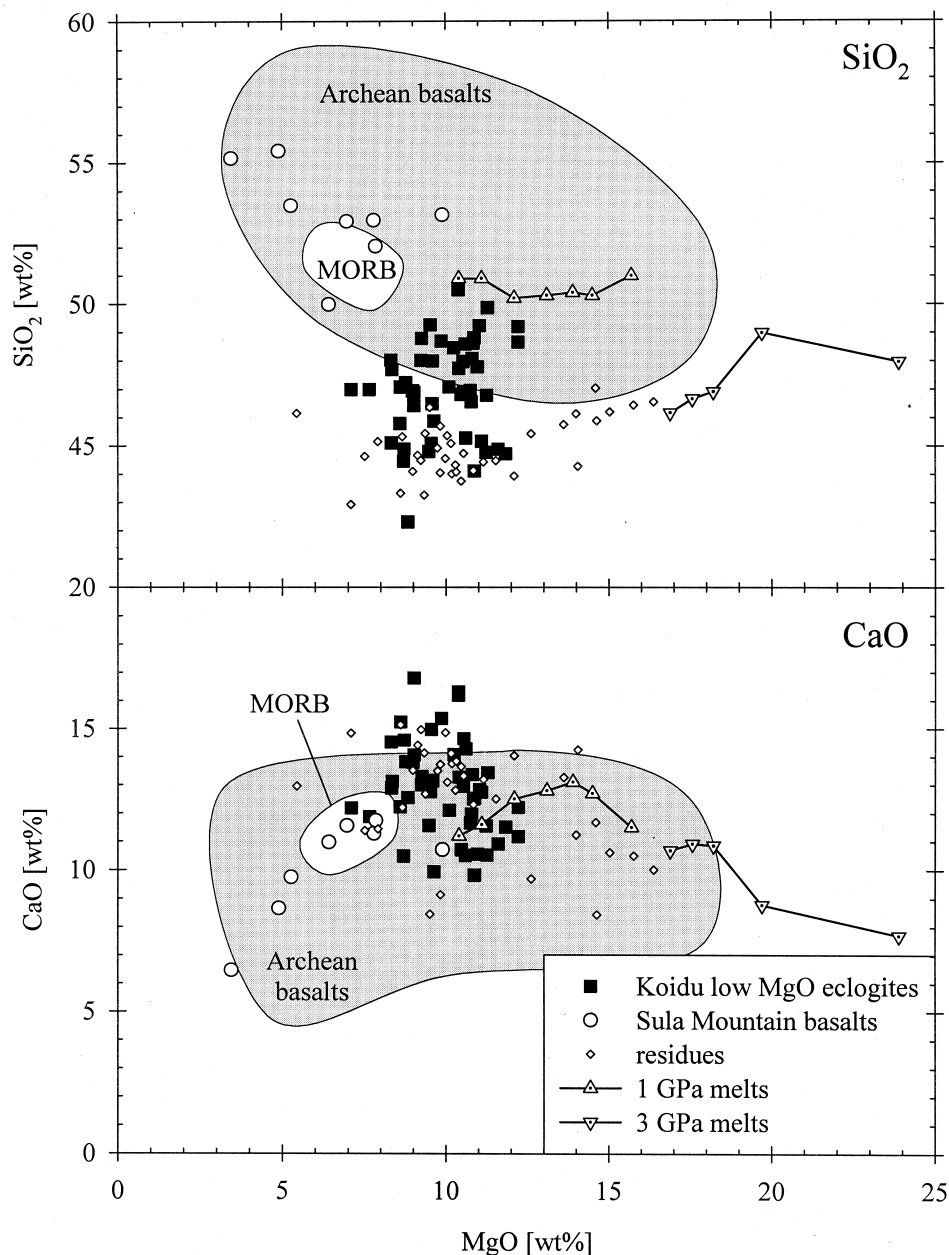 60
SiO2
Archean basalts
55
MORB
SiO2 [wt%]
50
45
20
CaO
MORB
15
CaO [wt%]
10
Archean
basalts
5
Koidu low MgO eclogites
Sula Mountain basalts
residues
1 GPa melts
3 GPa melts
0
0 5 10 15 20 25
MgO [wt%]